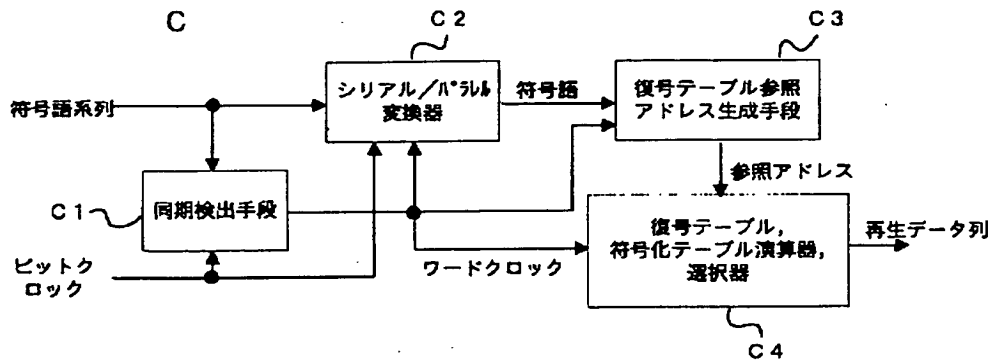 C
C2
C3
符号語系列
シリアル/パラレル
変換器
符号語
復号テーブル参照
アドレス生成手段
参照アドレス
C1
同期検出手段
復号テーブル,
符号化テーブル演算器,
選択器
再生データ列
ビットク
ロック
ワードクロック
C4